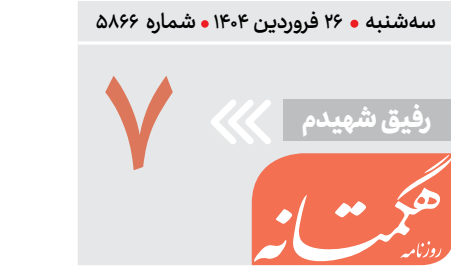 سه‌شنبه • ۲۶ فروردین ۱۴۰۴ • شماره ۵۸۶۶
رفیق شهیدم
۷
روزنامه
هگمتانه